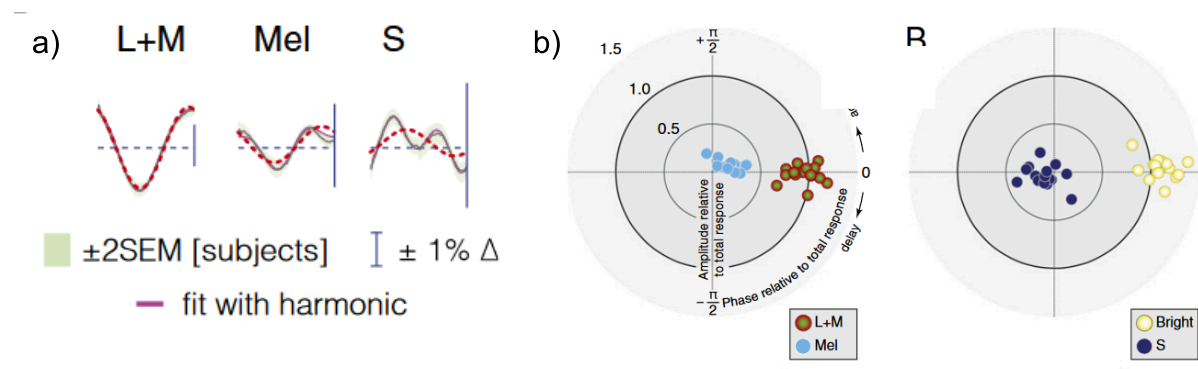 a)
L+M
Mel
S
±2SEM [subjects]
± 1% Δ
fit with harmonic
b)
1.5
1.0
0.5
+ π/2
0
- π/2
Amplitude relative
to total response
Phase relative to total response
delay
L+M
Mel
Bright
S